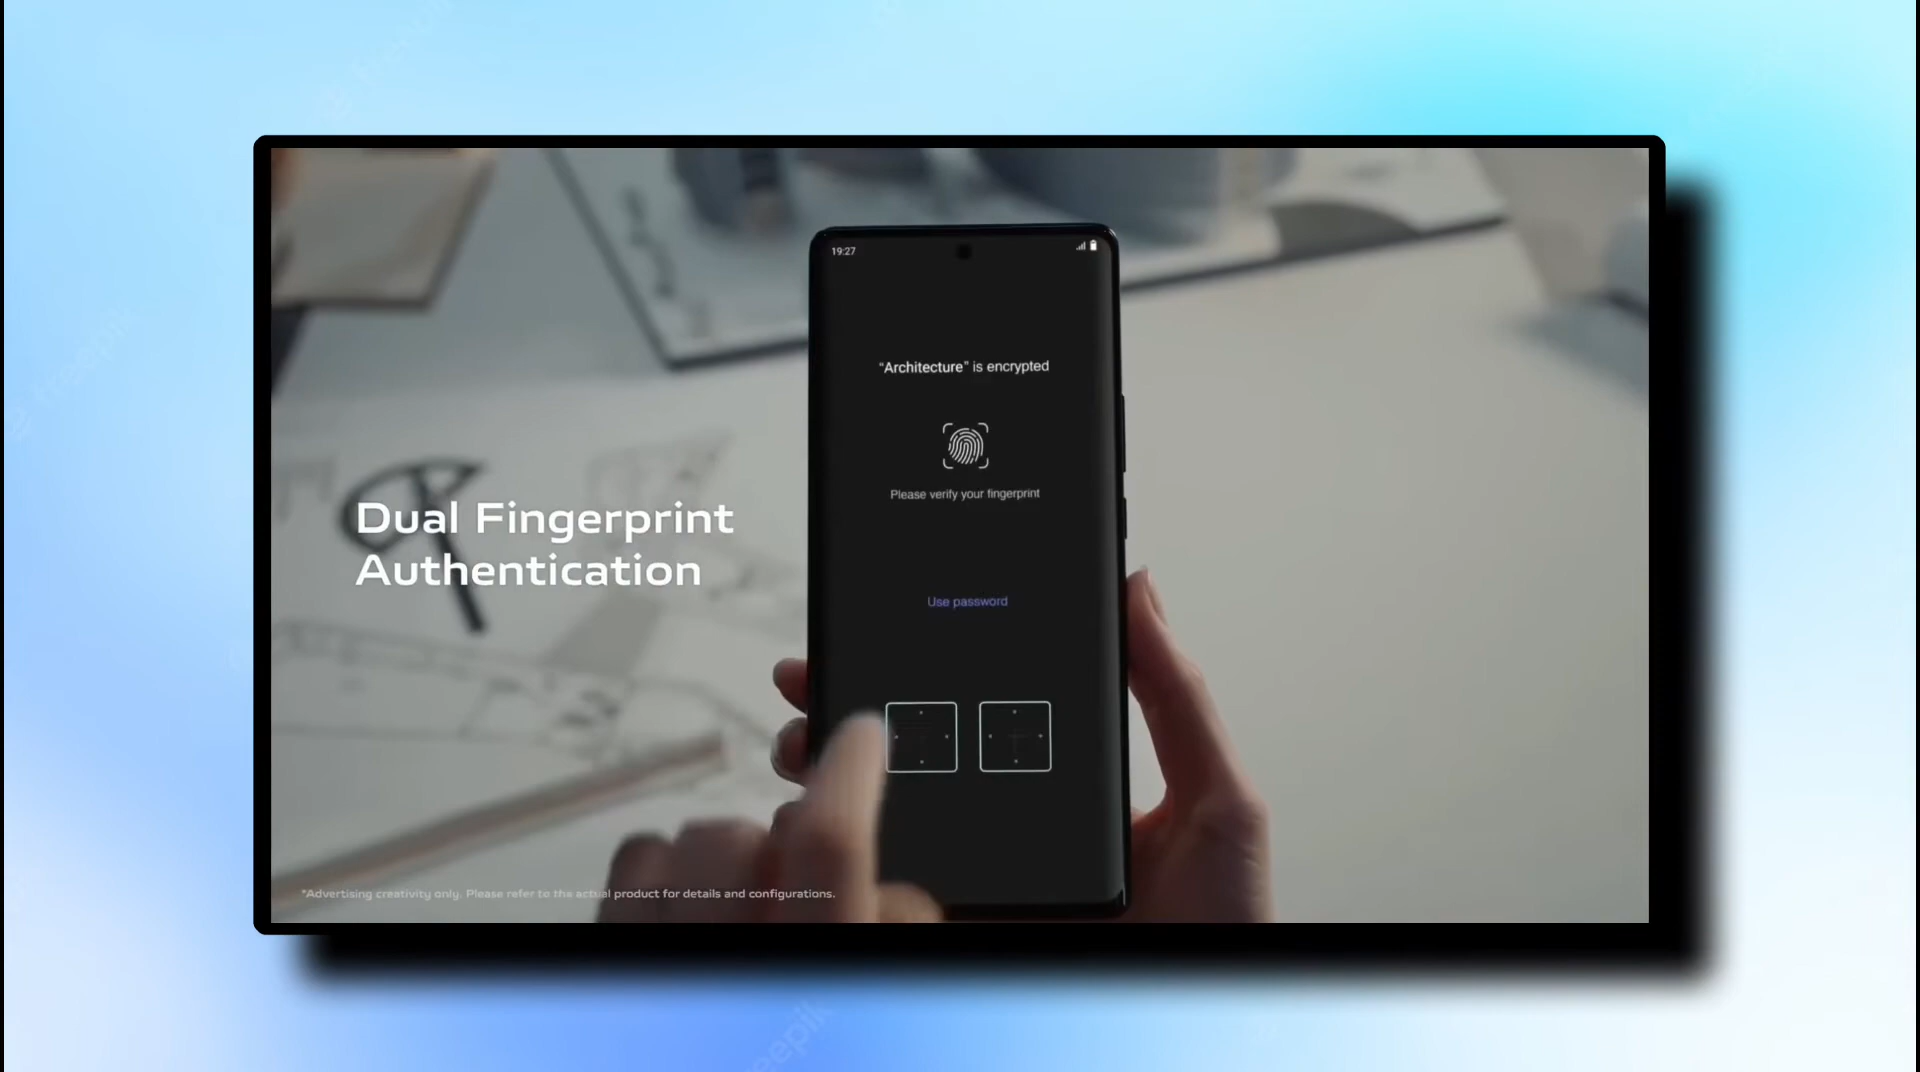 19:27
“Architecture” is encrypted
Please verify your fingerprint
Dual Fingerprint
Authentication
Use password
*Advertising creativity only. Please refer to the actual product for details and configurations.
freepik